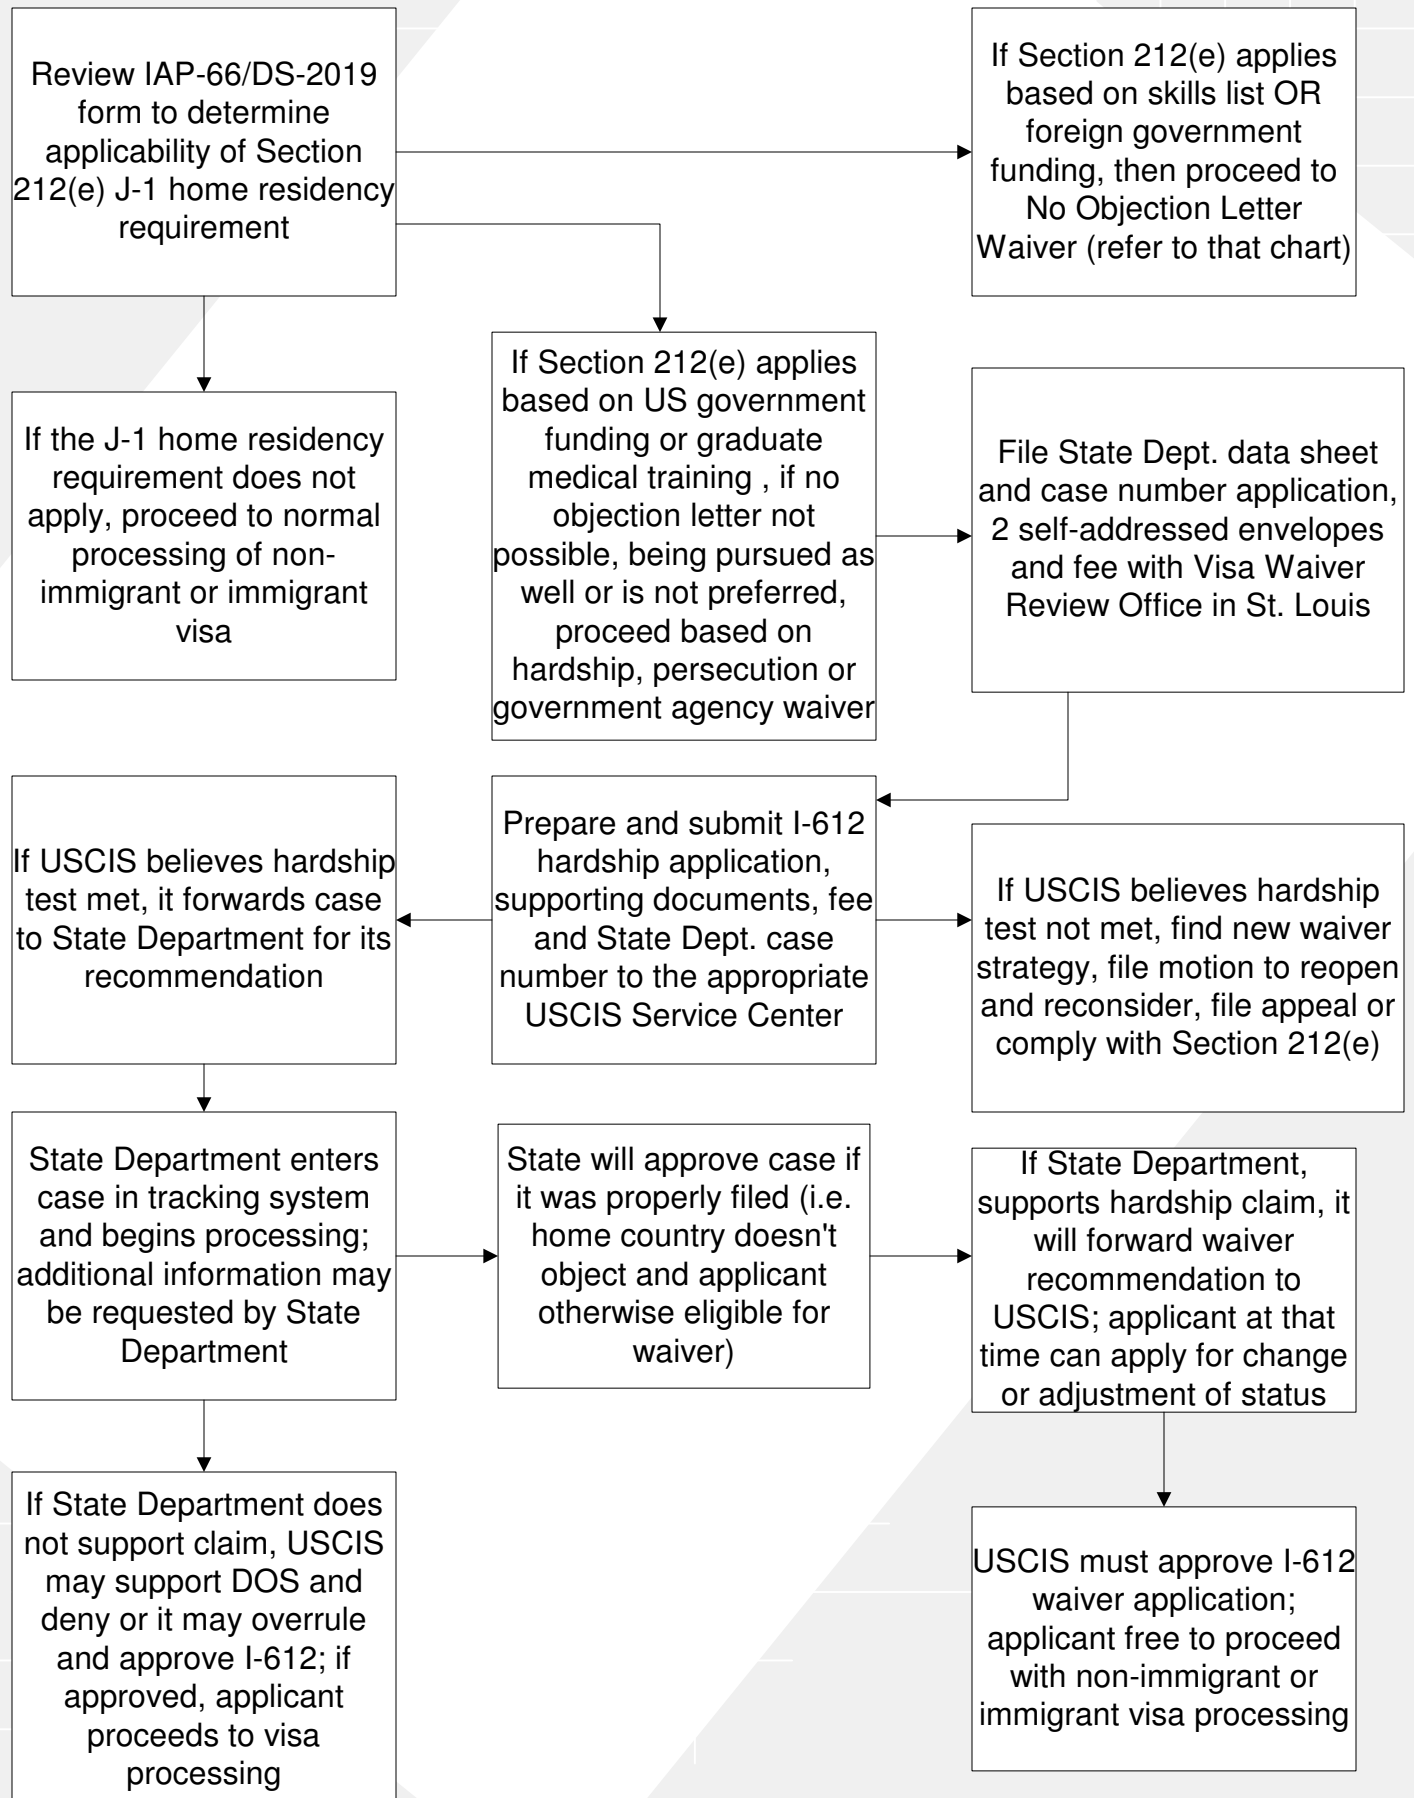 Review IAP-66/DS-2019
form to determine
applicability of Section
212(e) J-1 home residency
requirement
If Section 212(e) applies
based on skills list OR
foreign government
funding, then proceed to
No Objection Letter
Waiver (refer to that chart)
If the J-1 home residency
requirement does not
apply, proceed to normal
processing of non-
immigrant or immigrant
visa
If Section 212(e) applies
based on US government
funding or graduate
medical training , if no
objection letter not
possible, being pursued as
well or is not preferred,
proceed based on
hardship, persecution or
government agency waiver
File State Dept. data sheet
and case number application,
2 self-addressed envelopes
and fee with Visa Waiver
Review Office in St. Louis
If USCIS believes hardship
test met, it forwards case
to State Department for its
recommendation
Prepare and submit I-612
hardship application,
supporting documents, fee
and State Dept. case
number to the appropriate
USCIS Service Center
If USCIS believes hardship
test not met, find new waiver
strategy, file motion to reopen
and reconsider, file appeal or
comply with Section 212(e)
State Department enters
case in tracking system
and begins processing;
additional information may
be requested by State
Department
State will approve case if
it was properly filed (i.e.
home country doesn't
object and applicant
otherwise eligible for
waiver)
If State Department,
supports hardship claim, it
will forward waiver
recommendation to
USCIS; applicant at that
time can apply for change
or adjustment of status
If State Department does
not support claim, USCIS
may support DOS and
deny or it may overrule
and approve I-612; if
approved, applicant
proceeds to visa
processing
USCIS must approve I-612
waiver application;
applicant free to proceed
with non-immigrant or
immigrant visa processing